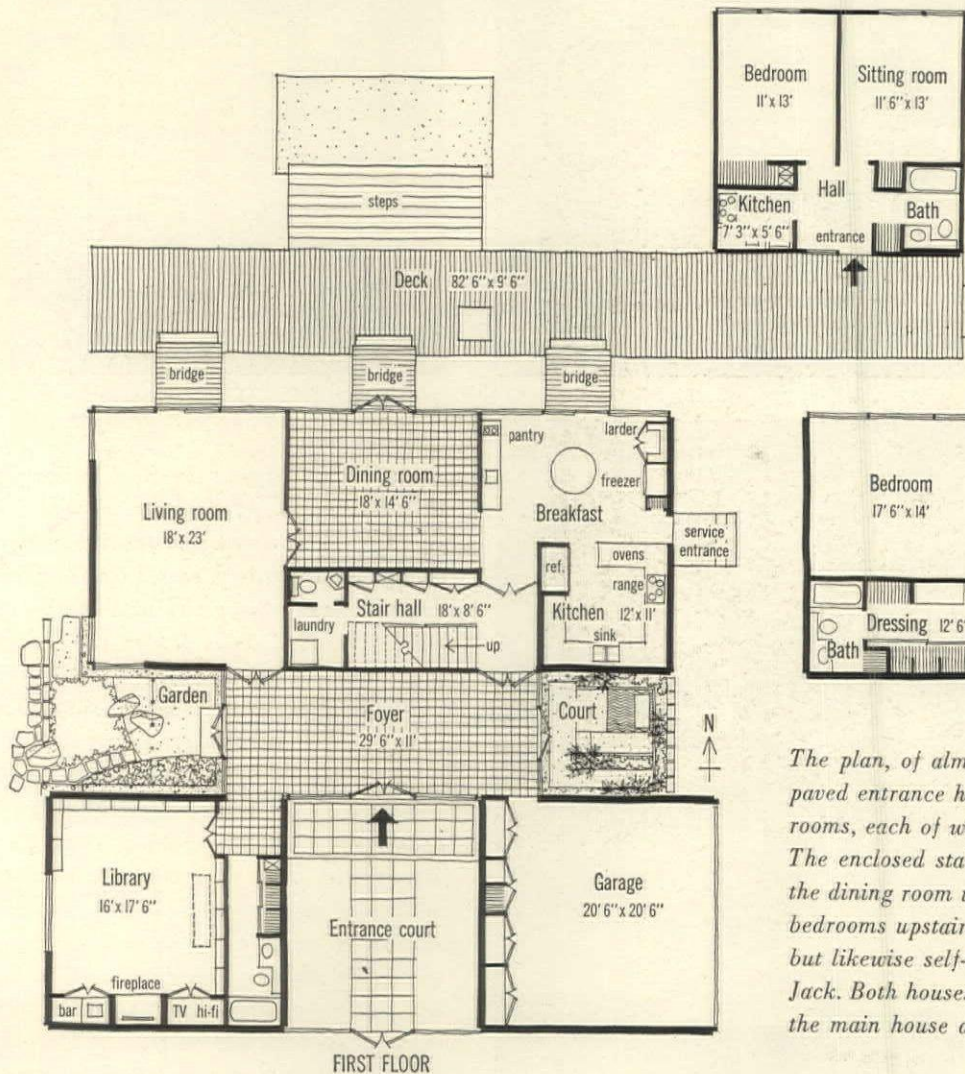 Bedroom
11' x 13'
Sitting room
11' 6" x 13'
Hall
Kitchen
7' 3" x 5' 6"
Bath
entrance
steps
Deck 82' 6" x 9' 6"
bridge
bridge
bridge
Living room
18' x 23'
Dining room
18' x 14' 6"
pantry
larder
freezer
Breakfast
service
entrance
ovens
ref.
range
Kitchen 12' x 11'
sink
Stair hall 18' x 8' 6"
laundry
up
Bedroom
17' 6" x 14'
Dressing 12' 6"
Bath
Garden
Foyer
29' 6" x 11'
Court
N
Library
16' x 17' 6"
fireplace
bar
TV hi-fi
Entrance court
Garage
20' 6" x 20' 6"
FIRST FLOOR
The plan, of alm
paved entrance h
rooms, each of w
The enclosed sta
the dining room
bedrooms upstair
but likewise self-
Jack. Both house
the main house a